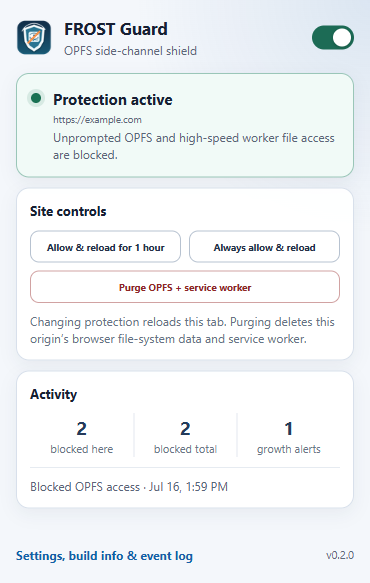 FROST Guard
OPFS side-channel shield
Protection active
https://example.com
Unprompted OPFS and high-speed worker file access
are blocked.
Site controls
Allow & reload for 1 hour
Always allow & reload
Purge OPFS + service worker
Changing protection reloads this tab. Purging deletes this
origin's browser file-system data and service worker.
Activity
2
2
1
blocked here
blocked total
growth alerts
Blocked OPFS access · Jul 16, 1:59 PM
Settings, build info & event log
v0.2.0